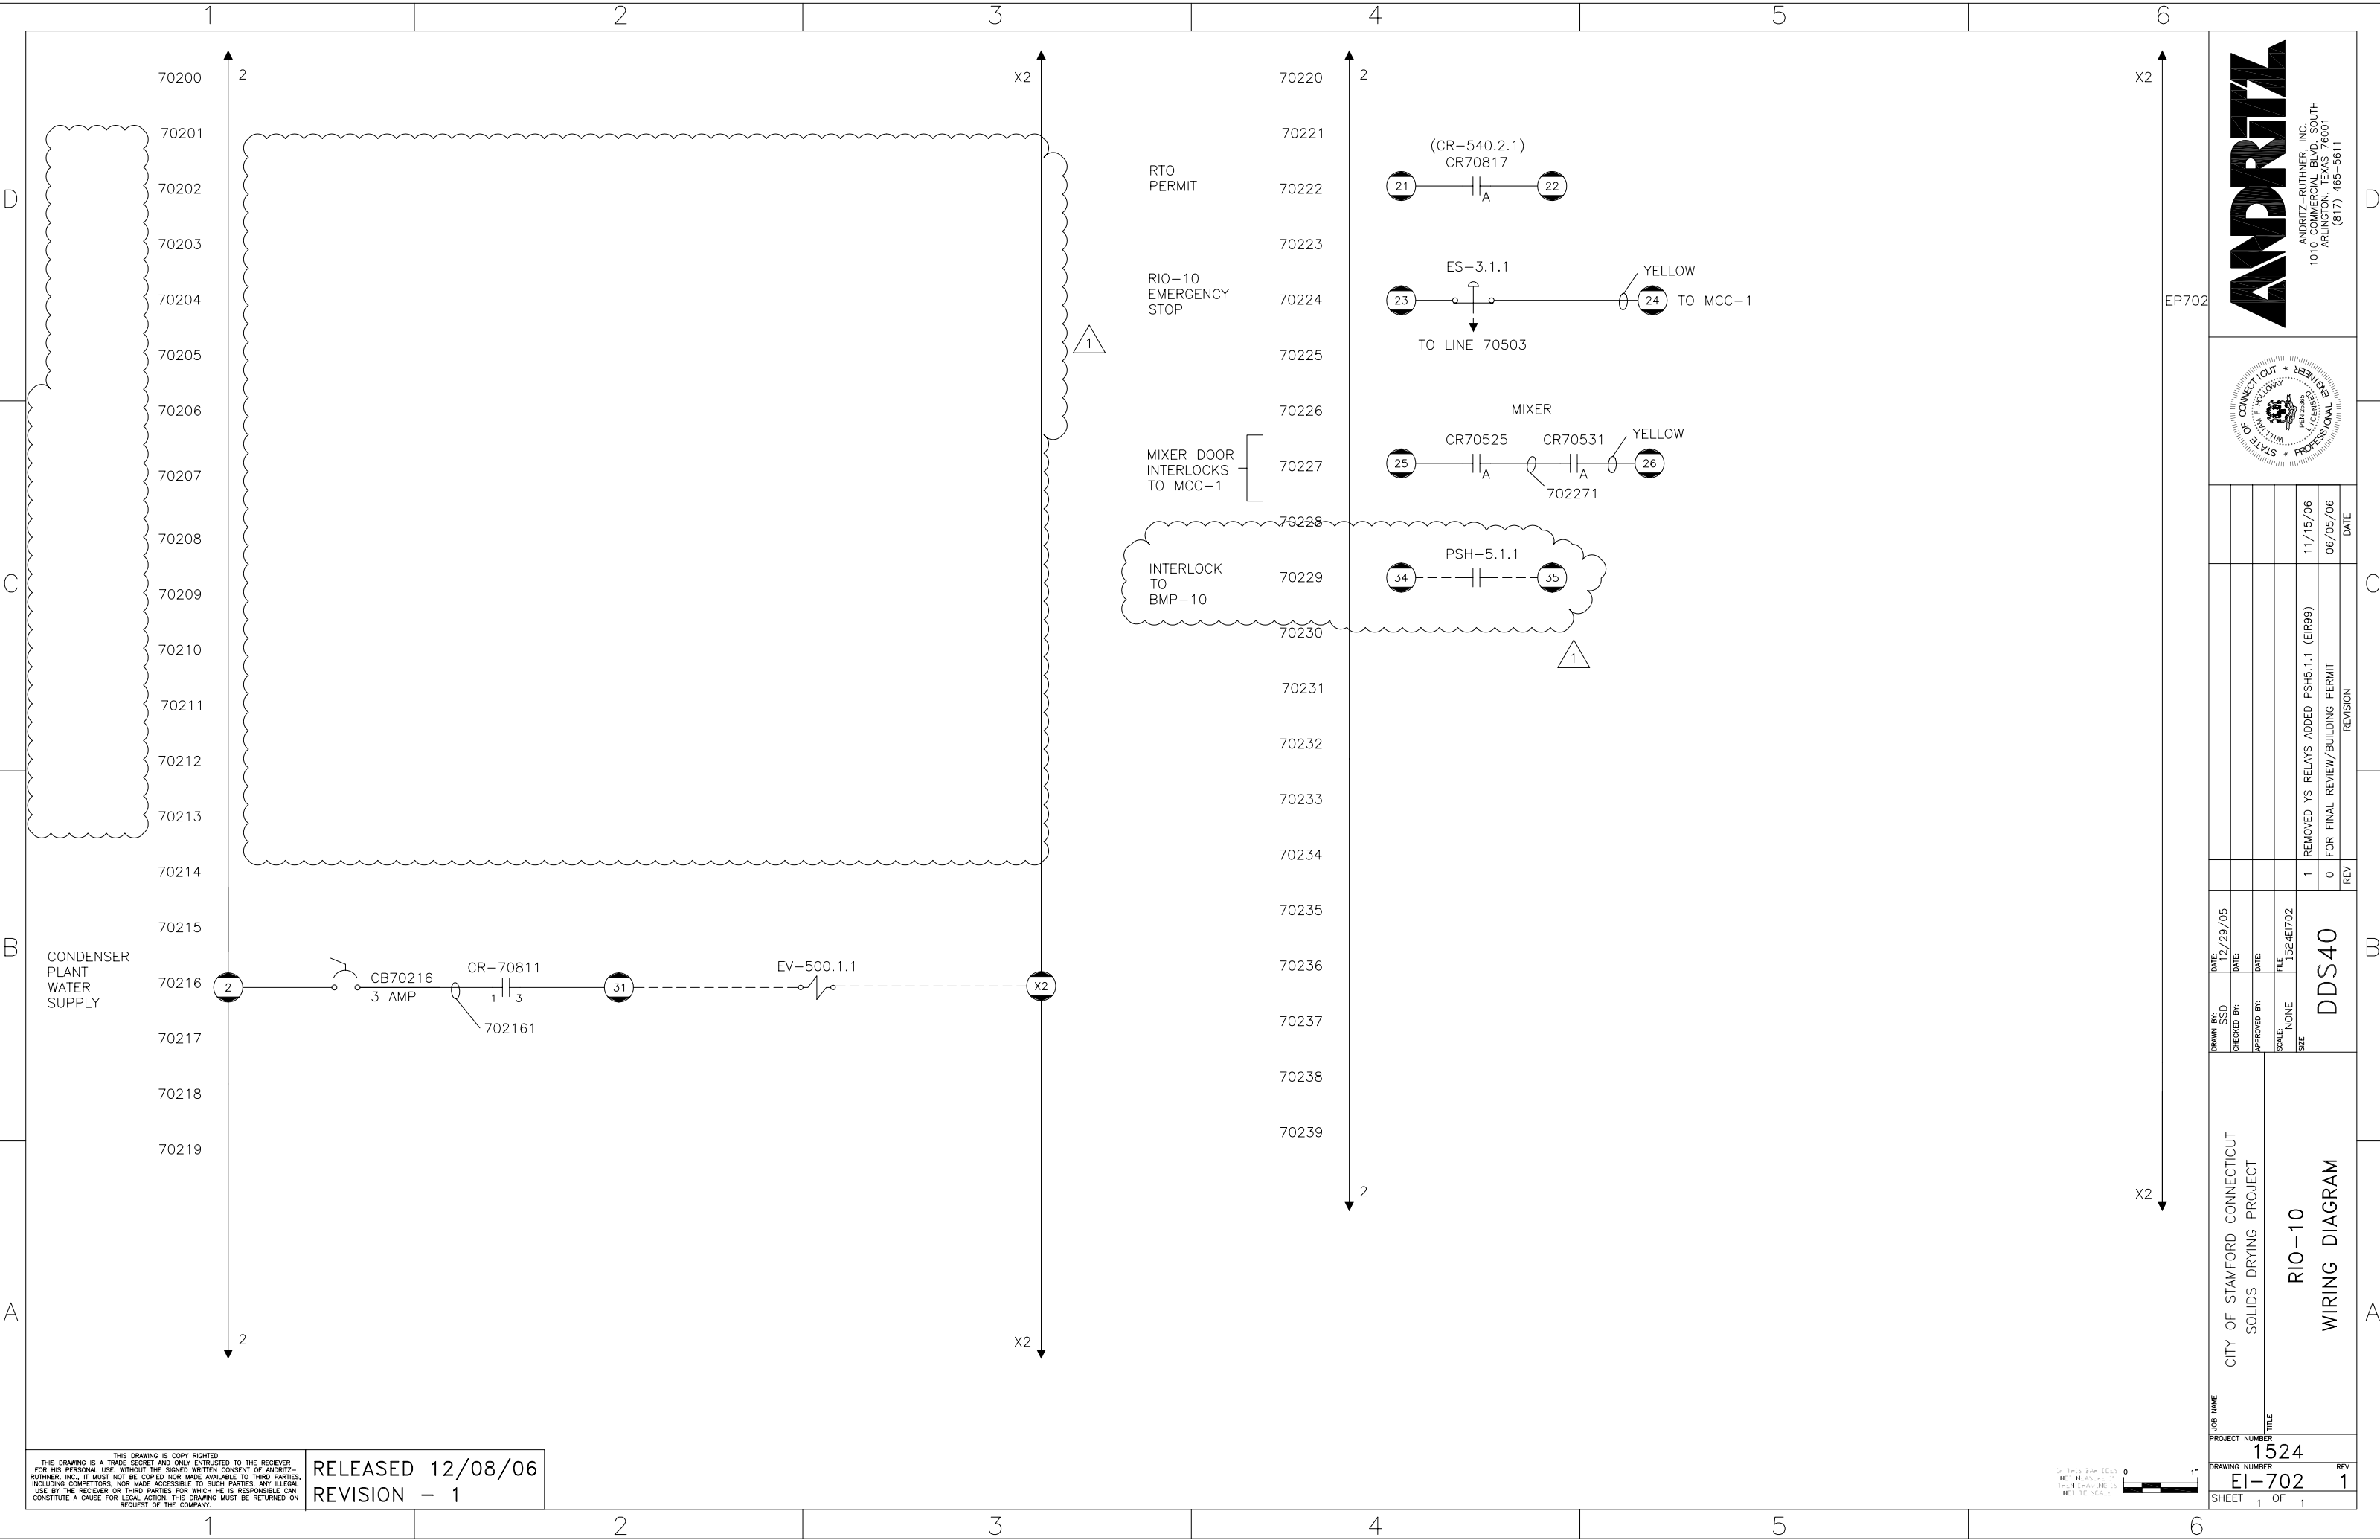 1 2 3 4 5 6
D
C
B
A
70200
70201
70202
70203
70204
70205
70206
70207
70208
70209
70210
70211
70212
70213
70214
70215
70216
70217
70218
70219
2
X2
1
CONDENSER
PLANT
WATER
SUPPLY
2
CB70216
3 AMP
702161
CR-70811
1 3
31
EV-500.1.1
X2
2
X2
70220
70221
70222
70223
70224
70225
70226
70227
70228
70229
70230
70231
70232
70233
70234
70235
70236
70237
70238
70239
2
X2
RTO
PERMIT
(CR-540.2.1)
CR70817
21
A
22
RIO-10
EMERGENCY
STOP
ES-3.1.1
YELLOW
23
24
TO MCC-1
TO LINE 70503
EP702
MIXER
MIXER DOOR
INTERLOCKS
TO MCC-1
CR70525
CR70531
YELLOW
25
A
A
26
702271
INTERLOCK
TO
BMP-10
PSH-5.1.1
34
35
1
2
X2
ANDRITZ
ANDRITZ-RUTHNER, INC.
1010 COMMERCIAL BLVD. SOUTH
ARLINGTON, TEXAS 76001
(817) 465-5611
STATE OF CONNECTICUT * PROFESSIONAL ENGINEER *
WILLIAM F. HOLLOWAY
PEN 25365
LICENSED
1 REMOVED YS RELAYS ADDED PSH5.1.1 (EIR99) 11/15/06
0 FOR FINAL REVIEW/BUILDING PERMIT 06/05/06
REV REVISION DATE
DRAWN BY: SSD DATE: 12/29/05
CHECKED BY: DATE:
APPROVED BY: DATE:
SCALE: NONE FILE 1524EI702
SIZE
DDS40
JOB NAME
CITY OF STAMFORD CONNECTICUT
SOLIDS DRYING PROJECT
TITLE
RIO-10
WIRING DIAGRAM
PROJECT NUMBER
1524
DRAWING NUMBER REV
EI-702 1
SHEET 1 OF 1
0 1"
THIS DRAWING IS COPY RIGHTED
THIS DRAWING IS A TRADE SECRET AND ONLY ENTRUSTED TO THE RECIEVER
FOR HIS PERSONAL USE. WITHOUT THE SIGNED WRITTEN CONSENT OF ANDRITZ-
RUTHNER, INC., IT MUST NOT BE COPIED NOR MADE AVAILABLE TO THIRD PARTIES,
INCLUDING COMPETITORS, NOR MADE ACCESSIBLE TO SUCH PARTIES. ANY ILLEGAL
USE BY THE RECIEVER OR THIRD PARTIES FOR WHICH HE IS RESPONSIBLE CAN
CONSTITUTE A CAUSE FOR LEGAL ACTION. THIS DRAWING MUST BE RETURNED ON
REQUEST OF THE COMPANY.
RELEASED 12/08/06
REVISION - 1
D
C
B
A
1 2 3 4 5 6